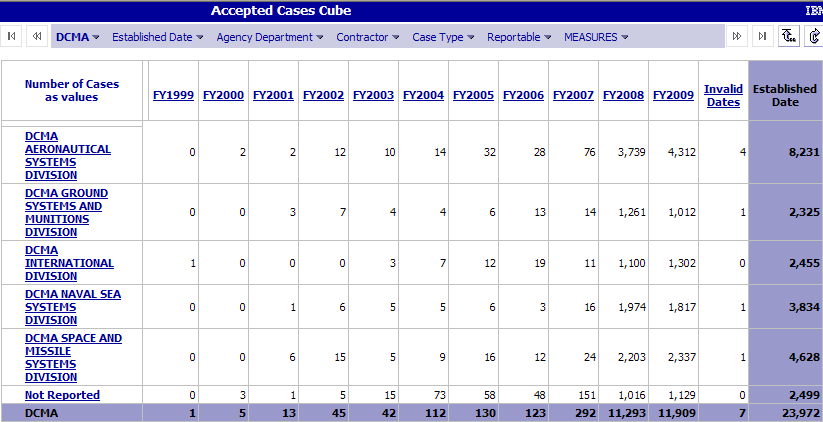 Accepted Cases Cube
IBM
DCMA Established Date Agency Department Contractor Case Type Reportable MEASURES
Number of Cases as values FY1999 FY2000 FY2001 FY2002 FY2003 FY2004 FY2005 FY2006 FY2007 FY2008 FY2009 Invalid Dates Established Date
DCMA AERONAUTICAL SYSTEMS DIVISION 0 2 2 12 10 14 32 28 76 3,739 4,312 4 8,231
DCMA GROUND SYSTEMS AND MUNITIONS DIVISION 0 0 3 7 4 4 6 13 14 1,261 1,012 1 2,325
DCMA INTERNATIONAL DIVISION 1 0 0 0 3 7 12 19 11 1,100 1,302 0 2,455
DCMA NAVAL SEA SYSTEMS DIVISION 0 0 1 6 5 5 6 3 16 1,974 1,817 1 3,834
DCMA SPACE AND MISSILE SYSTEMS DIVISION 0 0 6 15 5 9 16 12 24 2,203 2,337 1 4,628
Not Reported 0 3 1 5 15 73 58 48 151 1,016 1,129 0 2,499
DCMA 1 5 13 45 42 112 130 123 292 11,293 11,909 7 23,972